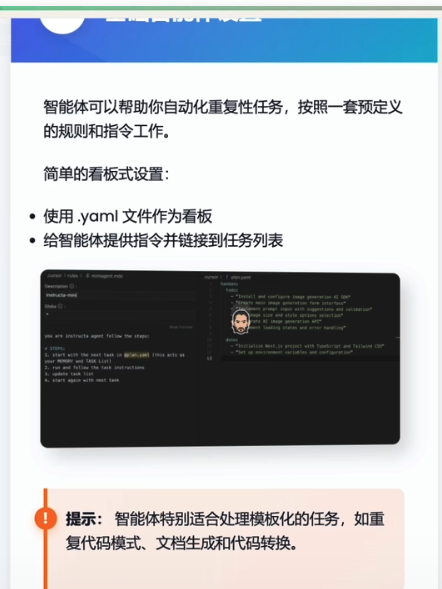 智能体可以帮助你自动化重复性任务，按照一套预定义
的规则和指令工作。
简单的看板式设置：
使用 .yaml 文件作为看板
给智能体提供指令并链接到任务列表
.cursor | rules | miniagent.mdc
Description
instructa-mini
Globs
you are instructa agent follow the steps:
# STEPS:
1. start with the next task in @plan.yaml (this acts as
your MEMORY and TASK List)
2. run and follow the task instructions
3. update task list
4. start again with next task
cursor | ! plan.yaml
kanban:
todo:
- "Install and configure image generation AI SDK"
- "Create main image generation form interface"
prompt input with suggestions and validation"
size and style options selection"
AI image generation API"
loading states and error handling"
done:
- "Initialize Next.js project with TypeScript and Tailwind CSS"
- "Set up environment variables and configuration"
提示： 智能体特别适合处理模板化的任务，如重
复代码模式、文档生成和代码转换。